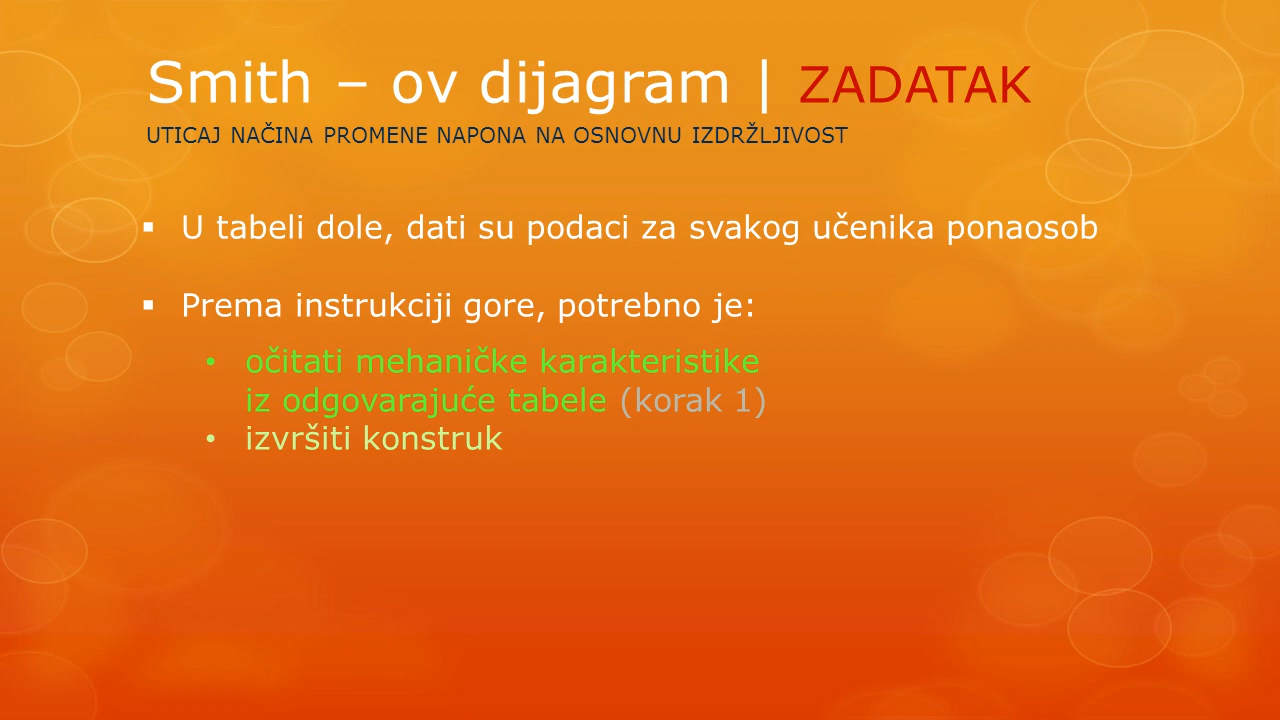 Smith – ov dijagram | ZADATAK
UTICAJ NAČINA PROMENE NAPONA NA OSNOVNU IZDRŽLJIVOST
▪ U tabeli dole, dati su podaci za svakog učenika ponaosob
▪ Prema instrukciji gore, potrebno je:
• očitati mehaničke karakteristike
iz odgovarajuće tabele (korak 1)
• izvršiti konstruk